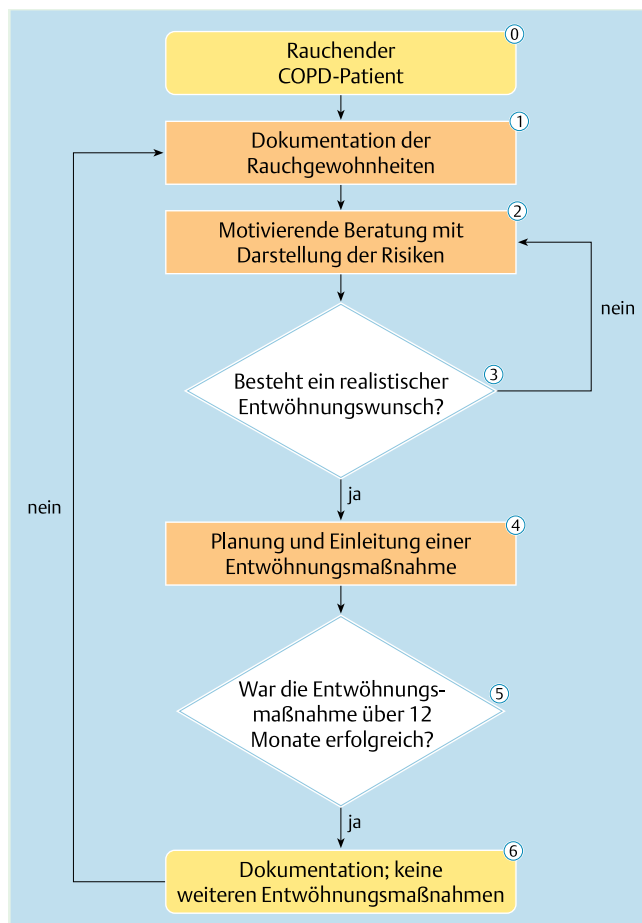 0
Rauchender
COPD-Patient
1
Dokumentation der
Rauchgewohnheiten
2
Motivierende Beratung mit
Darstellung der Risiken
nein
3
Besteht ein realistischer
Entwöhnungswunsch?
ja
nein
4
Planung und Einleitung einer
Entwöhnungsmaßnahme
5
War die Entwöhnungs-
maßnahme über 12
Monate erfolgreich?
ja
6
Dokumentation; keine
weiteren Entwöhnungsmaßnahmen